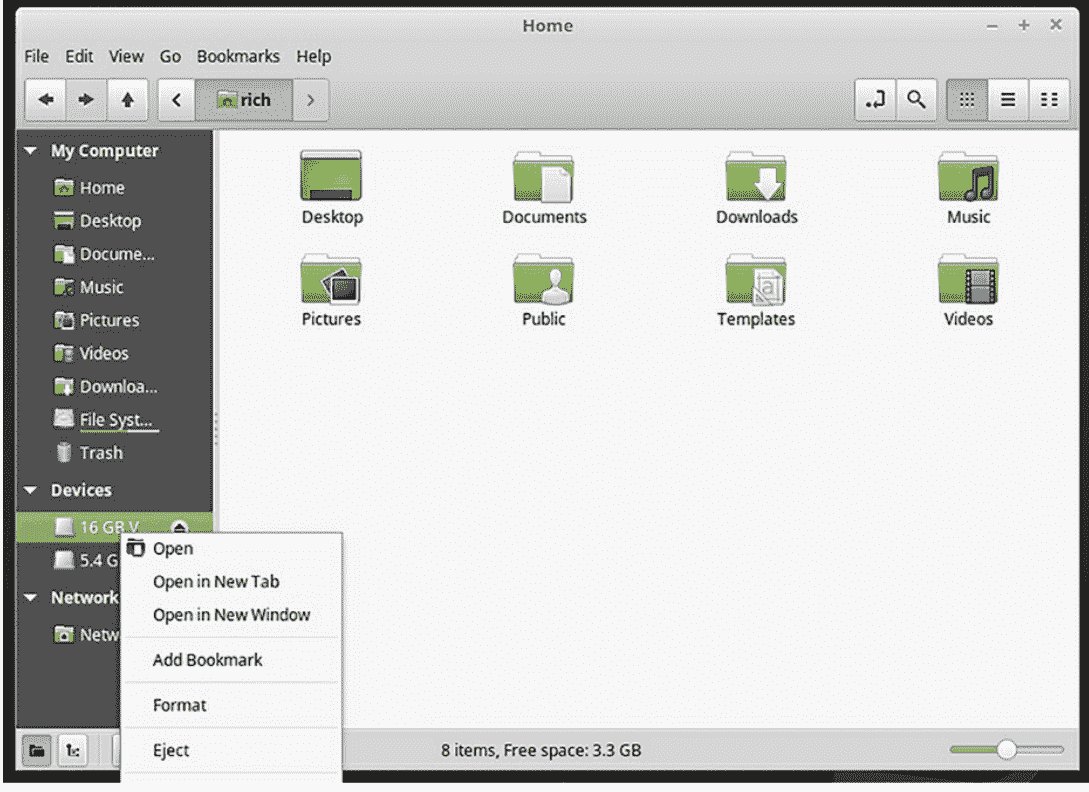 Home
File Edit View Go Bookmarks Help
rich
My Computer
Home
Desktop
Docume...
Music
Pictures
Videos
Downloa...
File Syst...
Trash
Devices
16 GB V
5.4 G
Network
Netw
Desktop
Documents
Downloads
Music
Pictures
Public
Templates
Videos
Open
Open in New Tab
Open in New Window
Add Bookmark
Format
Eject
8 items, Free space: 3.3 GB